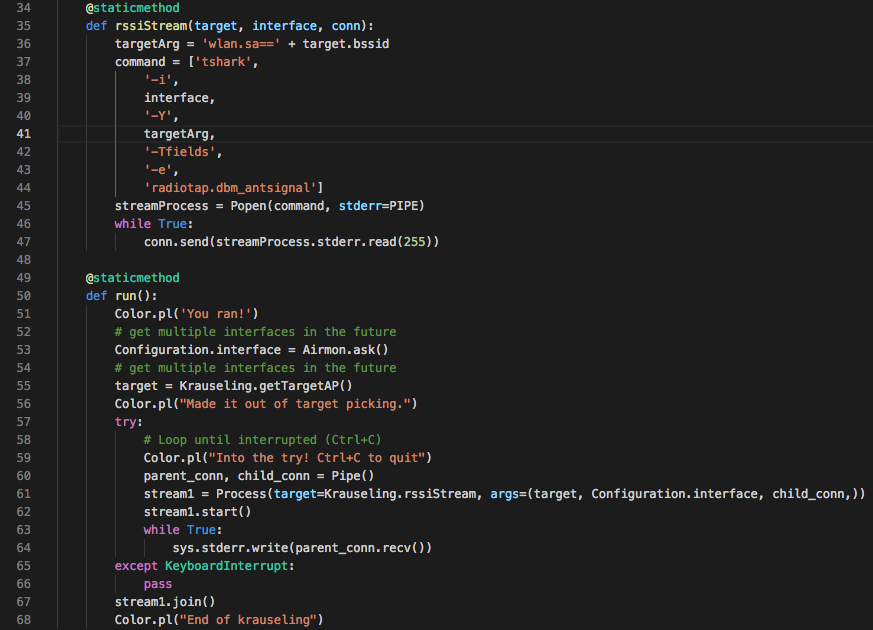 34 @staticmethod
35 def rssiStream(target, interface, conn):
36 targetArg = 'wlan.sa==' + target.bssid
37 command = ['tshark',
38 '-i',
39 interface,
40 '-Y',
41 targetArg,
42 '-Tfields',
43 '-e',
44 'radiotap.dbm_antsignal']
45 streamProcess = Popen(command, stderr=PIPE)
46 while True:
47 conn.send(streamProcess.stderr.read(255))
48
49 @staticmethod
50 def run():
51 Color.pl('You ran!')
52 # get multiple interfaces in the future
53 Configuration.interface = Airmon.ask()
54 # get multiple interfaces in the future
55 target = Krauseling.getTargetAP()
56 Color.pl("Made it out of target picking.")
57 try:
58 # Loop until interrupted (Ctrl+C)
59 Color.pl("Into the try! Ctrl+C to quit")
60 parent_conn, child_conn = Pipe()
61 stream1 = Process(target=Krauseling.rssiStream, args=(target, Configuration.interface, child_conn,))
62 stream1.start()
63 while True:
64 sys.stderr.write(parent_conn.recv())
65 except KeyboardInterrupt:
66 pass
67 stream1.join()
68 Color.pl("End of krauseling")